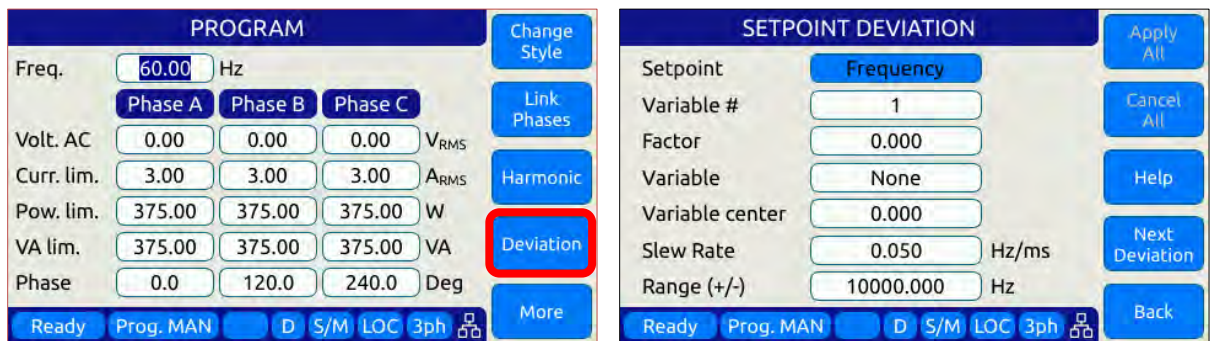 PROGRAM
Freq. 60.00 Hz
Phase A Phase B Phase C
Volt. AC 0.00 0.00 0.00 VRMS
Curr. lim. 3.00 3.00 3.00 ARMS
Pow. lim. 375.00 375.00 375.00 W
VA lim. 375.00 375.00 375.00 VA
Phase 0.0 120.0 240.0 Deg
Ready Prog. MAN D S/M LOC 3ph
Change
Style
Link
Phases
Harmonic
Deviation
More
SETPOINT DEVIATION
Setpoint Frequency
Variable # 1
Factor 0.000
Variable None
Variable center 0.000
Slew Rate 0.050 Hz/ms
Range (+/-) 10000.000 Hz
Ready Prog. MAN D S/M LOC 3ph
Apply
All
Cancel
All
Help
Next
Deviation
Back